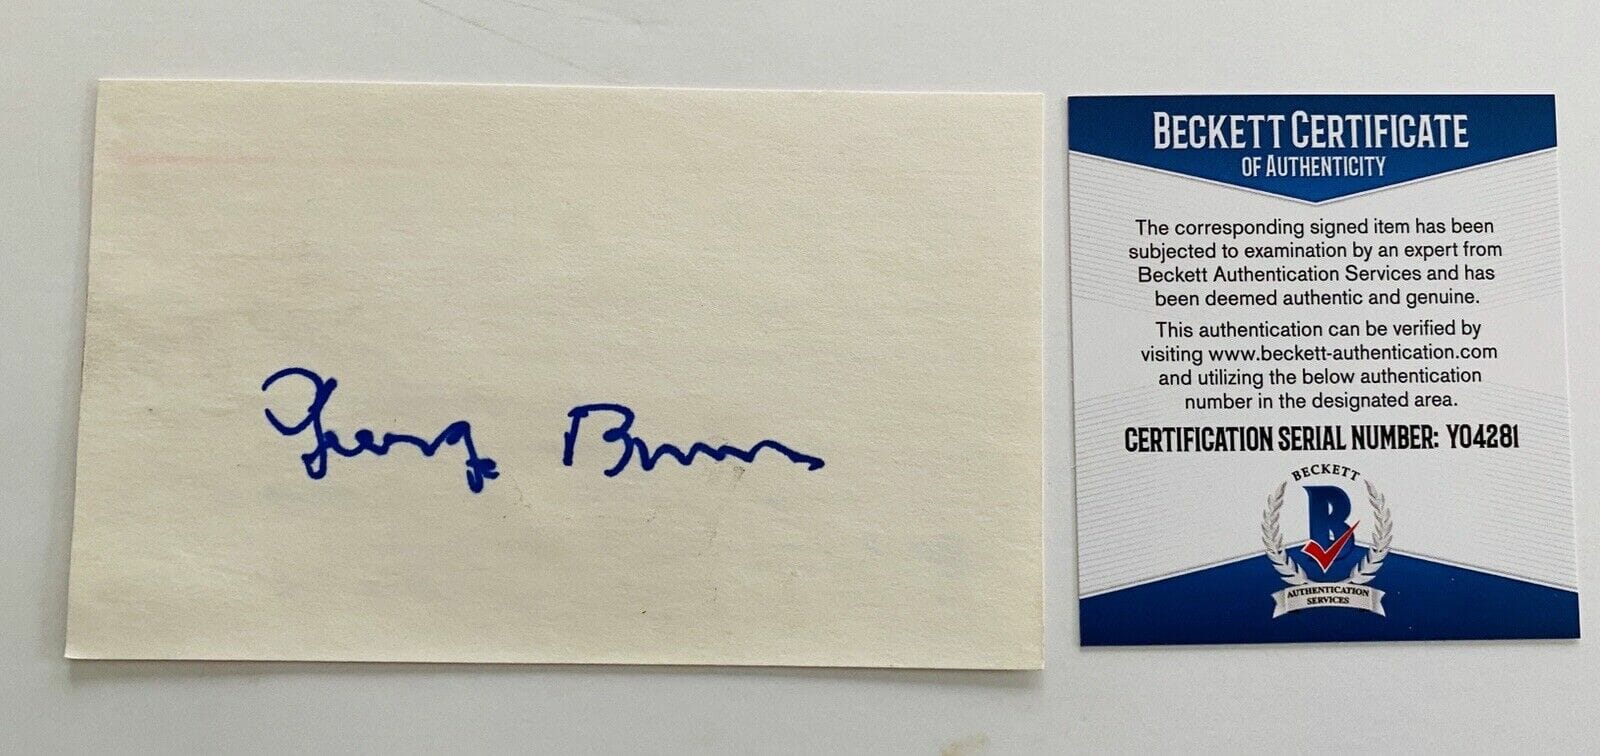 George Burns
BECKETT CERTIFICATE
OF AUTHENTICITY
The corresponding signed item has been
subjected to examination by an expert from
Beckett Authentication Services and has
been deemed authentic and genuine.
This authentication can be verified by
visiting www.beckett-authentication.com
and utilizing the below authentication
number in the designated area.
CERTIFICATION SERIAL NUMBER: Y04281
BECKETT
B
AUTHENTICATION
SERVICES